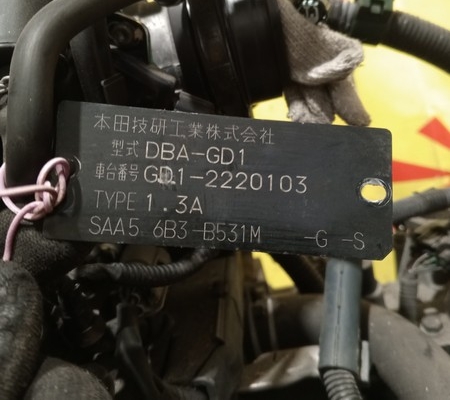 本田技研工業株式会社
型式 DBA-GD1
車台番号 GD1-2220103
TYPE 1.3A
SAA5 6B3-B531M -G -S